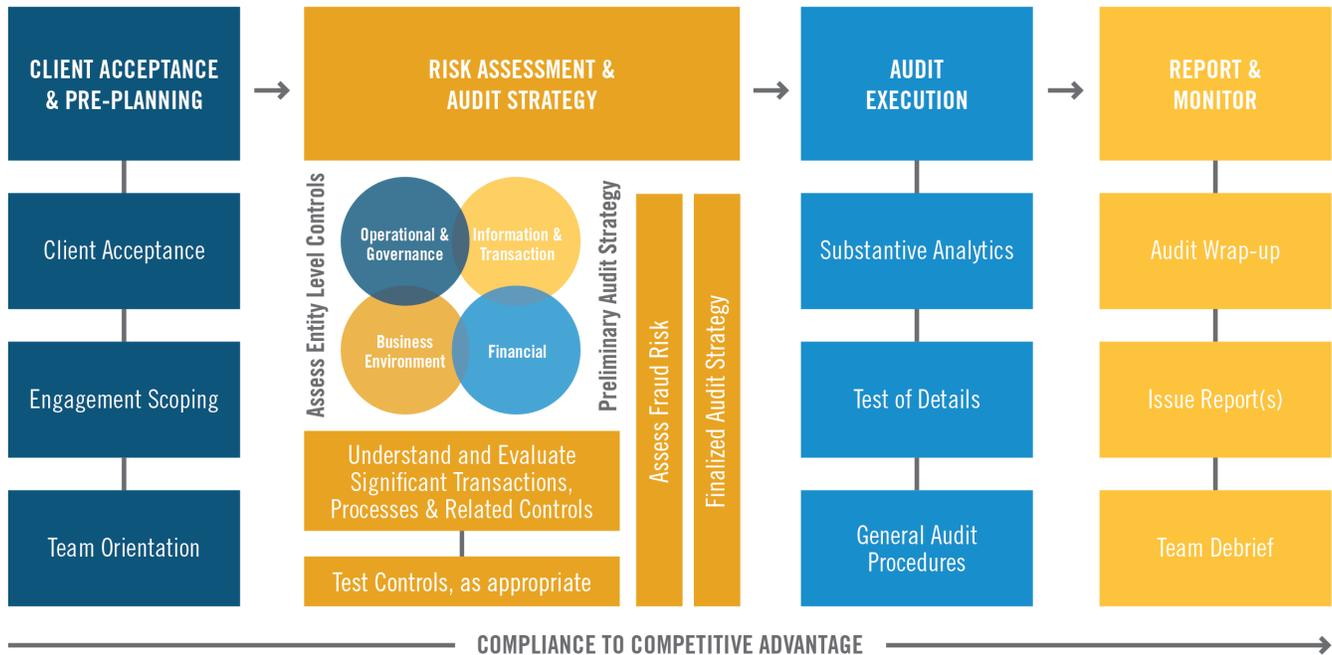 CLIENT ACCEPTANCE
& PRE-PLANNING
Client Acceptance
Engagement Scoping
Team Orientation
RISK ASSESSMENT &
AUDIT STRATEGY
Assess Entity Level Controls
Operational &
Governance
Information &
Transaction
Business
Environment
Financial
Preliminary Audit Strategy
Understand and Evaluate
Significant Transactions,
Processes & Related Controls
Test Controls, as appropriate
Assess Fraud Risk
Finalized Audit Strategy
AUDIT
EXECUTION
Substantive Analytics
Test of Details
General Audit
Procedures
REPORT &
MONITOR
Audit Wrap-up
Issue Report(s)
Team Debrief
COMPLIANCE TO COMPETITIVE ADVANTAGE